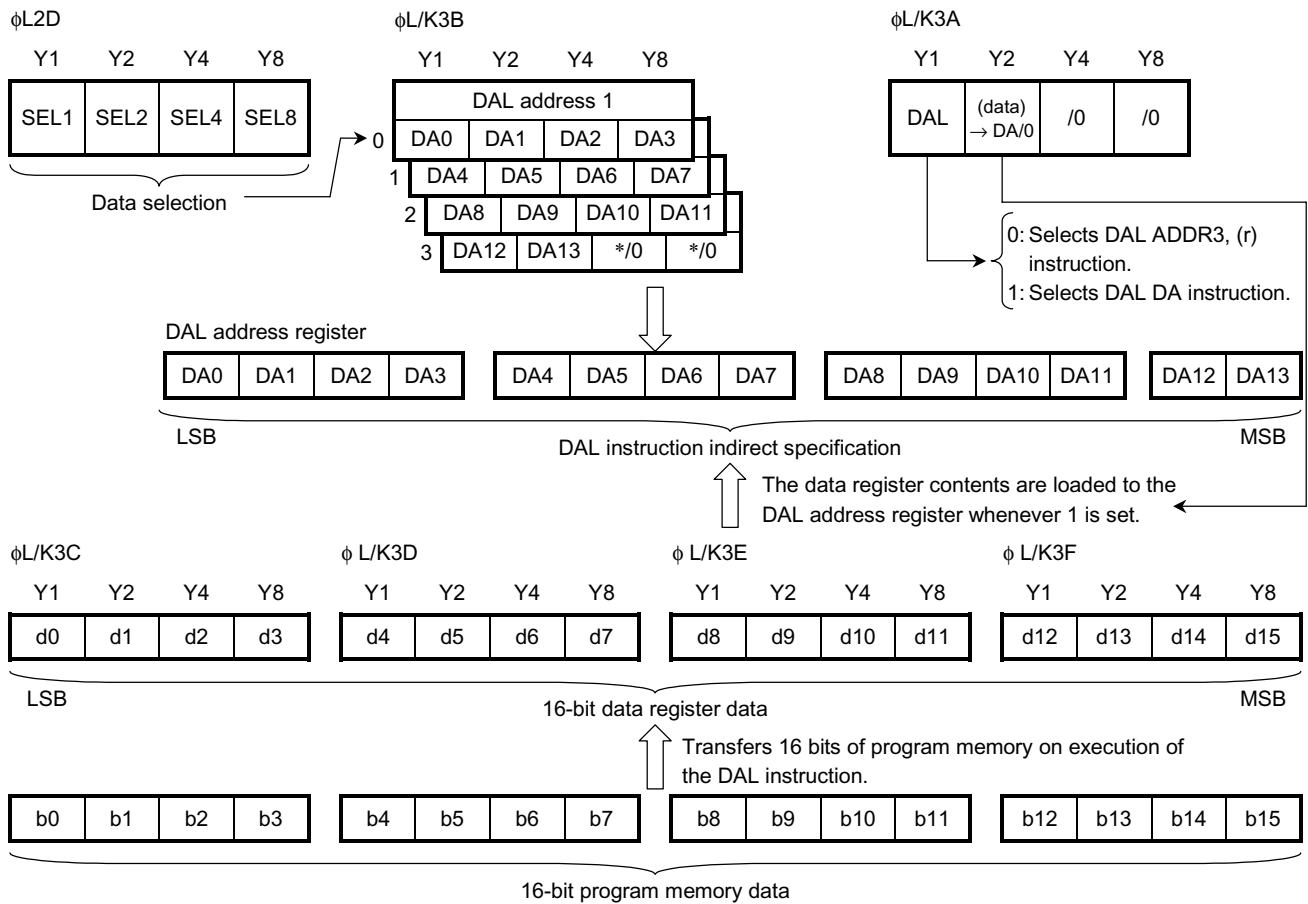 φL2D
Y1 Y2 Y4 Y8
SEL1 SEL2 SEL4 SEL8
Data selection
φL/K3B
Y1 Y2 Y4 Y8
DAL address 1
0 DA0 DA1 DA2 DA3
1 DA4 DA5 DA6 DA7
2 DA8 DA9 DA10 DA11
3 DA12 DA13 */0 */0
φL/K3A
Y1 Y2 Y4 Y8
DAL (data) → DA/0 /0 /0
0: Selects DAL ADDR3, (r)
instruction.
1: Selects DAL DA instruction.
DAL address register
DA0 DA1 DA2 DA3 DA4 DA5 DA6 DA7 DA8 DA9 DA10 DA11 DA12 DA13
LSB MSB
DAL instruction indirect specification
The data register contents are loaded to the
DAL address register whenever 1 is set.
φL/K3C φ L/K3D φ L/K3E φ L/K3F
Y1 Y2 Y4 Y8 Y1 Y2 Y4 Y8 Y1 Y2 Y4 Y8 Y1 Y2 Y4 Y8
d0 d1 d2 d3 d4 d5 d6 d7 d8 d9 d10 d11 d12 d13 d14 d15
LSB MSB
16-bit data register data
Transfers 16 bits of program memory on execution of
the DAL instruction.
b0 b1 b2 b3 b4 b5 b6 b7 b8 b9 b10 b11 b12 b13 b14 b15
16-bit program memory data